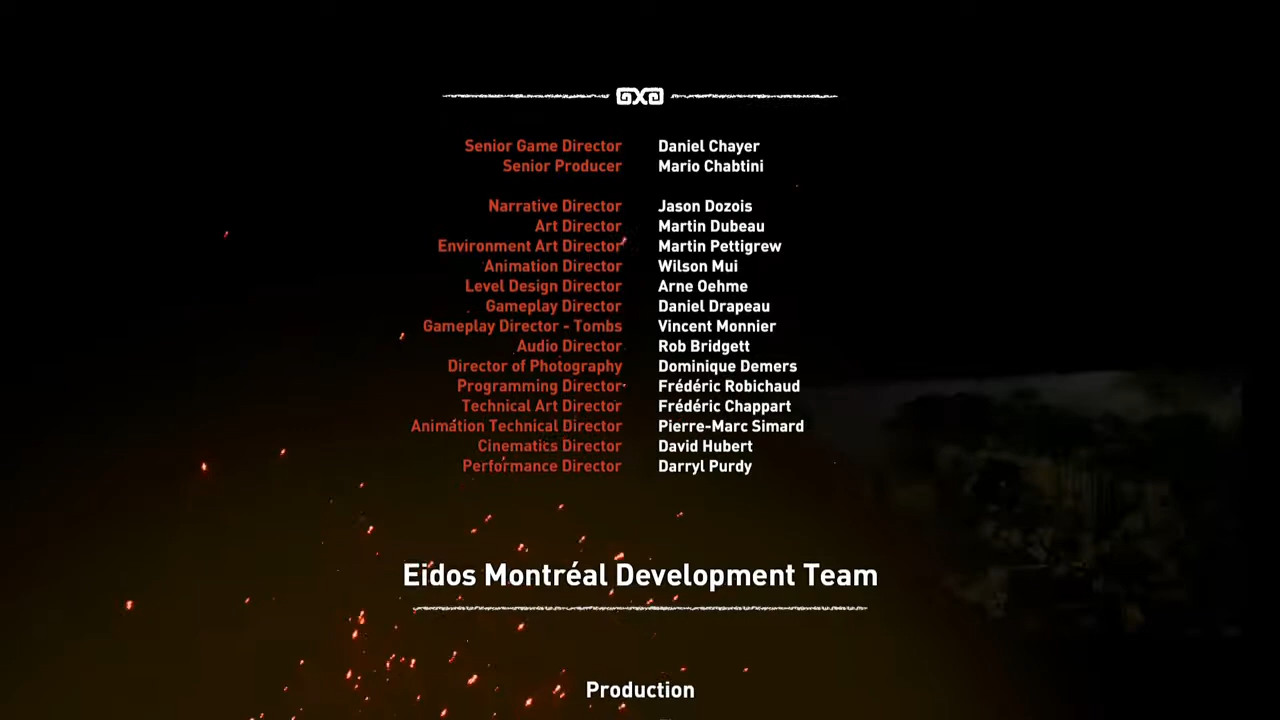 Senior Game Director Daniel Chayer
Senior Producer Mario Chabtini
Narrative Director Jason Dozois
Art Director Martin Dubeau
Environment Art Director Martin Pettigrew
Animation Director Wilson Mui
Level Design Director Arne Oehme
Gameplay Director Daniel Drapeau
Gameplay Director - Tombs Vincent Monnier
Audio Director Rob Bridgett
Director of Photography Dominique Demers
Programming Director Frédéric Robichaud
Technical Art Director Frédéric Chappart
Animation Technical Director Pierre-Marc Simard
Cinematics Director David Hubert
Performance Director Darryl Purdy
Eidos Montréal Development Team
Production